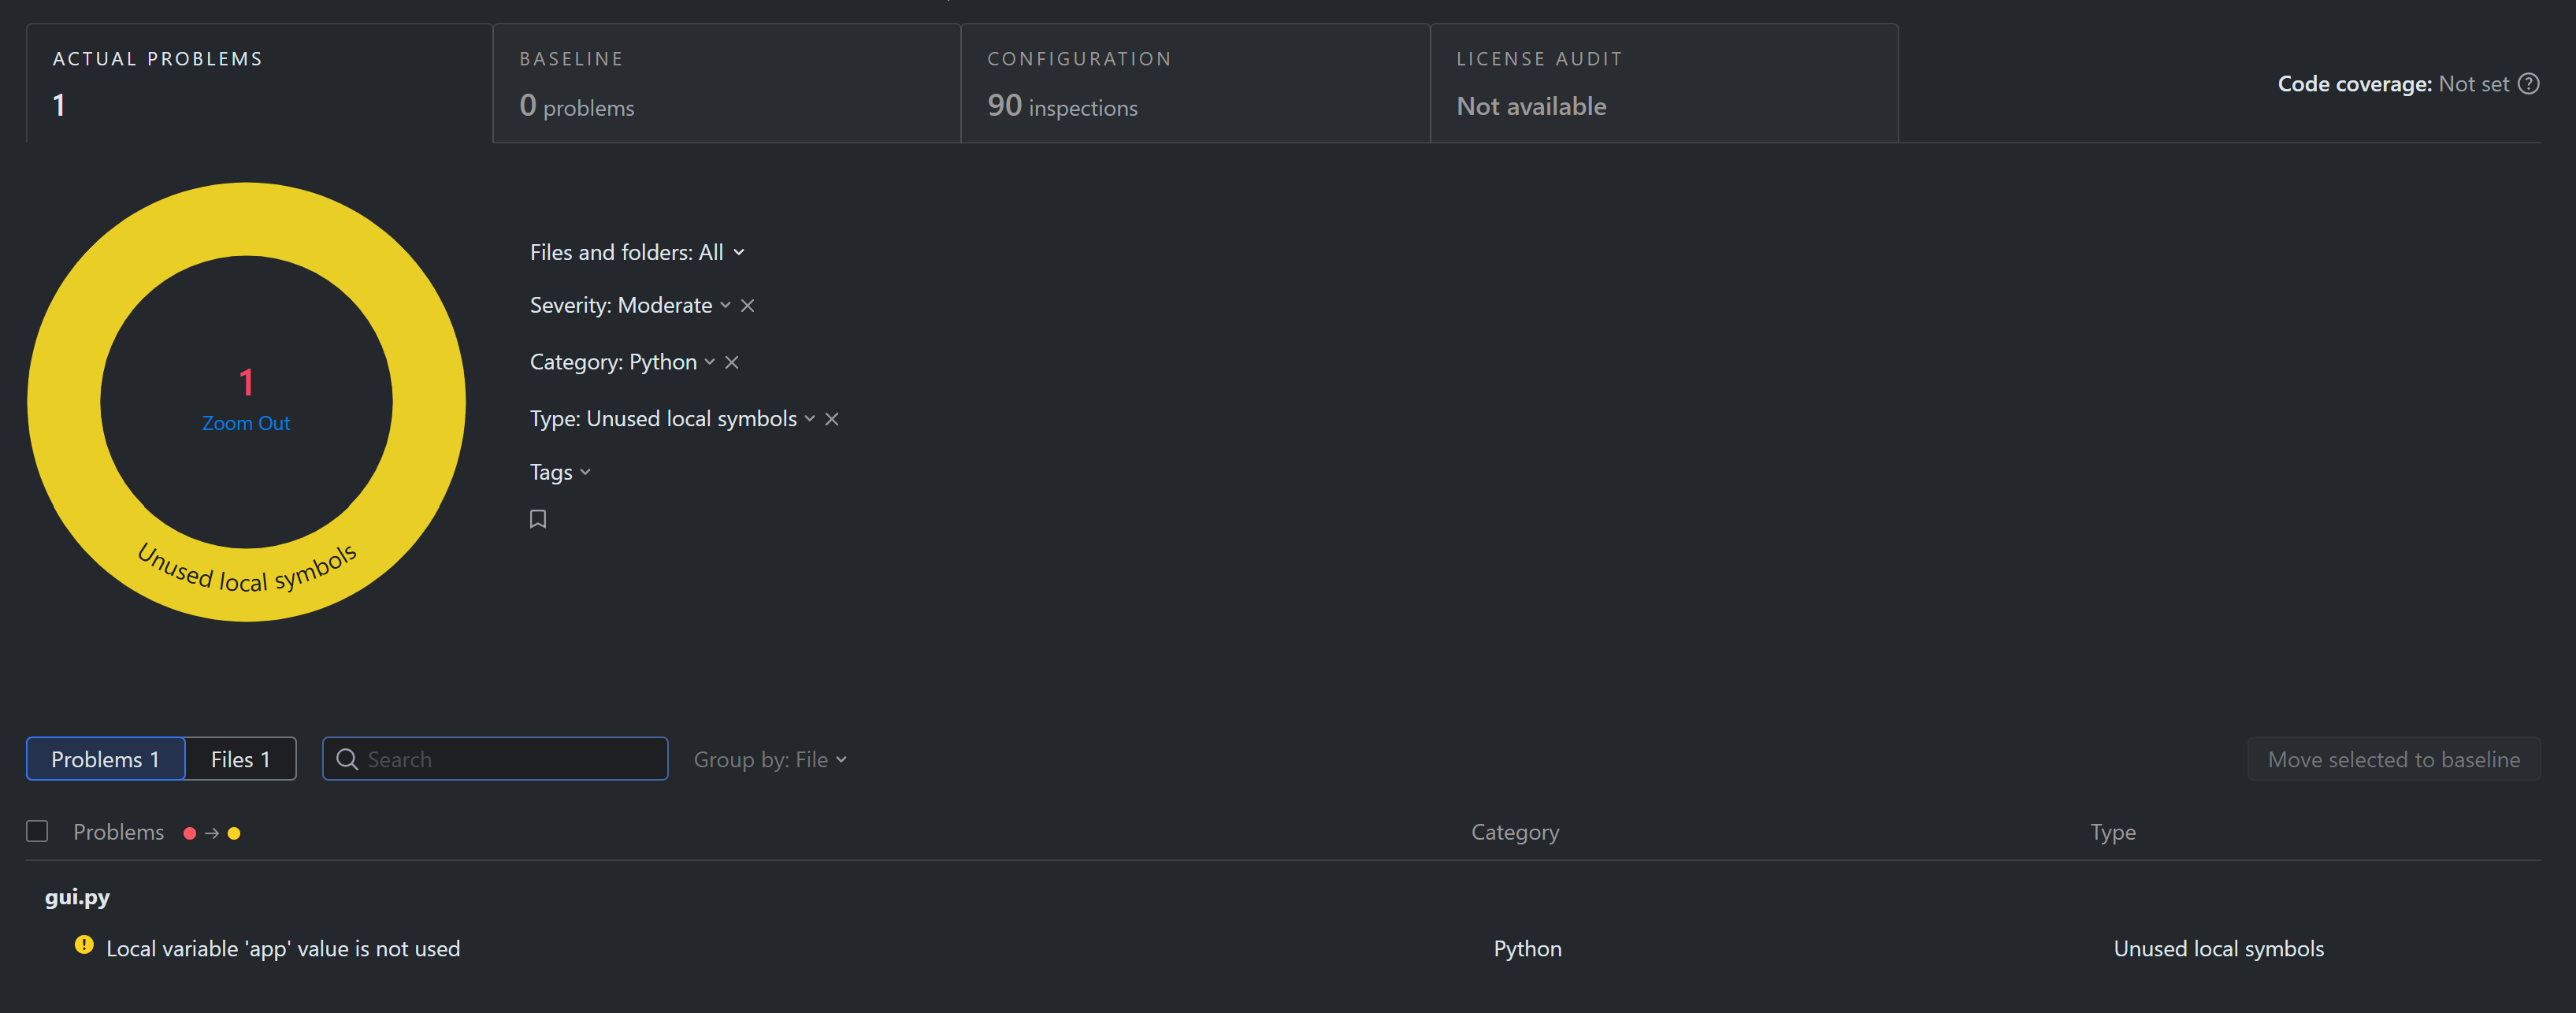 ACTUAL PROBLEMS
1
BASELINE
0 problems
CONFIGURATION
90 inspections
LICENSE AUDIT
Not available
Code coverage: Not set
1
Zoom Out
Unused local symbols
Files and folders: All
Severity: Moderate
Category: Python
Type: Unused local symbols
Tags
Problems 1
Files 1
Search
Group by: File
Move selected to baseline
Problems
Category
Type
gui.py
Local variable 'app' value is not used
Python
Unused local symbols